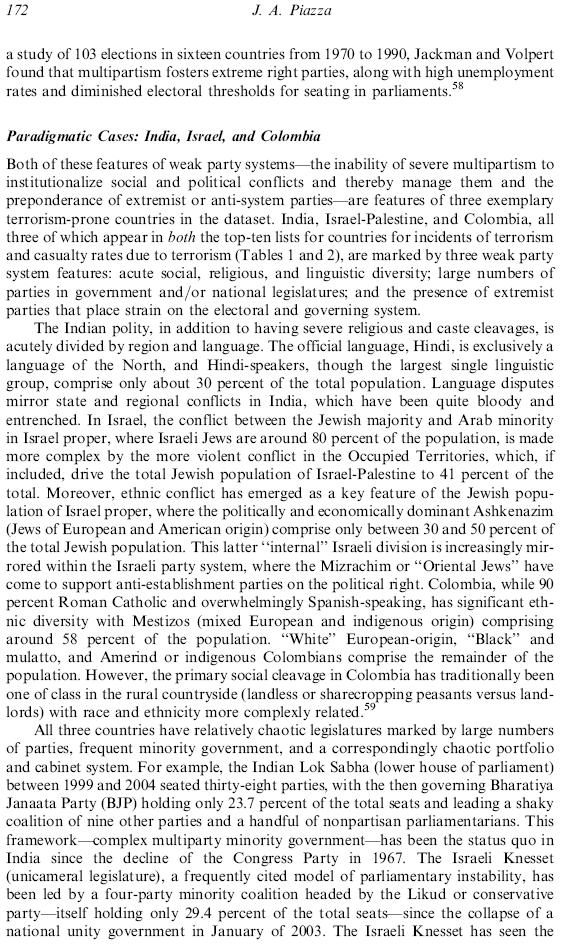 172 J. A. Piazza
a study of 103 elections in sixteen countries from 1970 to 1990, Jackman and Volpert
found that multipartism fosters extreme right parties, along with high unemployment
rates and diminished electoral thresholds for seating in parliaments.58
Paradigmatic Cases: India, Israel, and Colombia
Both of these features of weak party systems—the inability of severe multipartism to
institutionalize social and political conflicts and thereby manage them and the
preponderance of extremist or anti-system parties—are features of three exemplary
terrorism-prone countries in the dataset. India, Israel-Palestine, and Colombia, all
three of which appear in both the top-ten lists for countries for incidents of terrorism
and casualty rates due to terrorism (Tables 1 and 2), are marked by three weak party
system features: acute social, religious, and linguistic diversity; large numbers of
parties in government and/or national legislatures; and the presence of extremist
parties that place strain on the electoral and governing system.
The Indian polity, in addition to having severe religious and caste cleavages, is
acutely divided by region and language. The official language, Hindi, is exclusively a
language of the North, and Hindi-speakers, though the largest single linguistic
group, comprise only about 30 percent of the total population. Language disputes
mirror state and regional conflicts in India, which have been quite bloody and
entrenched. In Israel, the conflict between the Jewish majority and Arab minority
in Israel proper, where Israeli Jews are around 80 percent of the population, is made
more complex by the more violent conflict in the Occupied Territories, which, if
included, drive the total Jewish population of Israel-Palestine to 41 percent of the
total. Moreover, ethnic conflict has emerged as a key feature of the Jewish popu-
lation of Israel proper, where the politically and economically dominant Ashkenazim
(Jews of European and American origin) comprise only between 30 and 50 percent of
the total Jewish population. This latter ‘‘internal’’ Israeli division is increasingly mir-
rored within the Israeli party system, where the Mizrachim or ‘‘Oriental Jews’’ have
come to support anti-establishment parties on the political right. Colombia, while 90
percent Roman Catholic and overwhelmingly Spanish-speaking, has significant eth-
nic diversity with Mestizos (mixed European and indigenous origin) comprising
around 58 percent of the population. ‘‘White’’ European-origin, ‘‘Black’’ and
mulatto, and Amerind or indigenous Colombians comprise the remainder of the
population. However, the primary social cleavage in Colombia has traditionally been
one of class in the rural countryside (landless or sharecropping peasants versus land-
lords) with race and ethnicity more complexly related.59
All three countries have relatively chaotic legislatures marked by large numbers
of parties, frequent minority government, and a correspondingly chaotic portfolio
and cabinet system. For example, the Indian Lok Sabha (lower house of parliament)
between 1999 and 2004 seated thirty-eight parties, with the then governing Bharatiya
Janaata Party (BJP) holding only 23.7 percent of the total seats and leading a shaky
coalition of nine other parties and a handful of nonpartisan parliamentarians. This
framework—complex multiparty minority government—has been the status quo in
India since the decline of the Congress Party in 1967. The Israeli Knesset
(unicameral legislature), a frequently cited model of parliamentary instability, has
been led by a four-party minority coalition headed by the Likud or conservative
party—itself holding only 29.4 percent of the total seats—since the collapse of a
national unity government in January of 2003. The Israeli Knesset has seen the